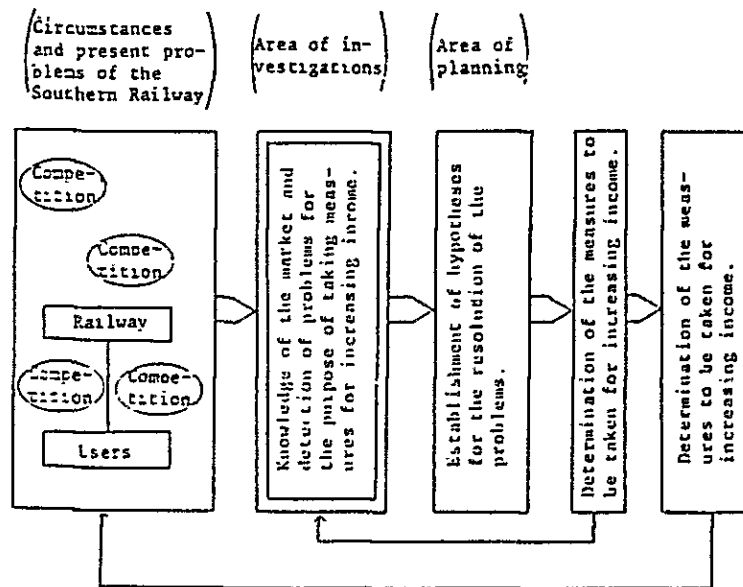 Circumstances
and present pro-
blems of the
Southern Railway
Area of in-
vestigations
Area of
planning
Compe-
tition
Compe-
tition
Railway
Compe-
tition
Compe-
tition
Users
Knowledge of the market and
detection of problems for
the purpose of taking meas-
ures for increasing income.
Establishment of hypotheses
for the resolution of the
problems.
Determination of the measures to
be taken for increasing income.
Determination of the meas-
ures to be taken for
increasing income.